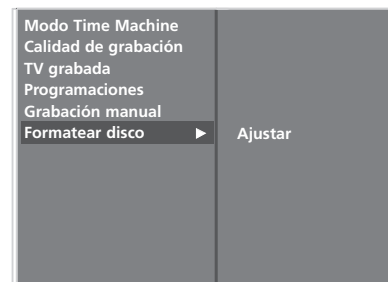 Modo Time Machine
Calidad de grabación
TV grabada
Programaciones
Grabación manual
Formatear disco ► Ajustar